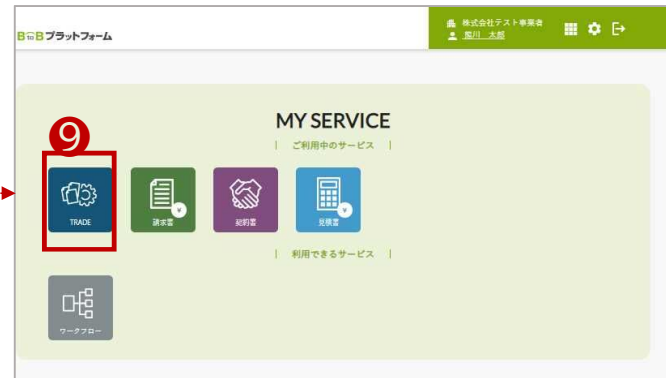 BtoBプラットフォーム
株式会社テスト事業者
太郎
MY SERVICE
| ご利用中のサービス |
❾
TRADE
請求書
契約書
見積書
| 利用できるサービス |
ワークフロー